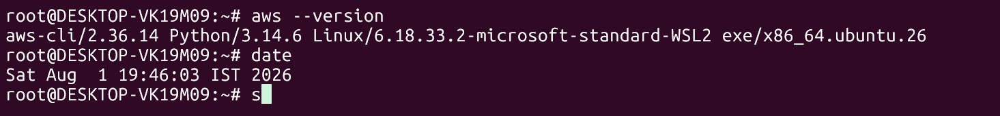 root@DESKTOP-VK19M09:~# aws --version
aws-cli/2.36.14 Python/3.14.6 Linux/6.18.33.2-microsoft-standard-WSL2 exe/x86_64.ubuntu.26
root@DESKTOP-VK19M09:~# date
Sat Aug  1 19:46:03 IST 2026
root@DESKTOP-VK19M09:~# s